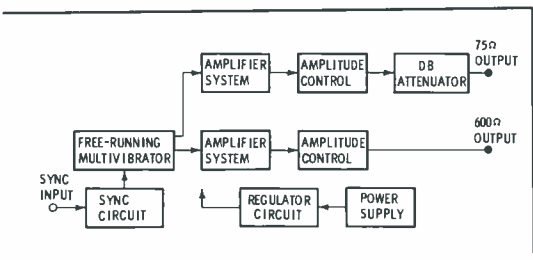 75Ω
OUTPUT
AMPLIFIER
SYSTEM
AMPLITUDE
CONTROL
DB
ATTENUATOR
600Ω
OUTPUT
FREE-RUNNING
MULTIVIBRATOR
AMPLIFIER
SYSTEM
AMPLITUDE
CONTROL
SYNC
INPUT
SYNC
CIRCUIT
REGULATOR
CIRCUIT
POWER
SUPPLY